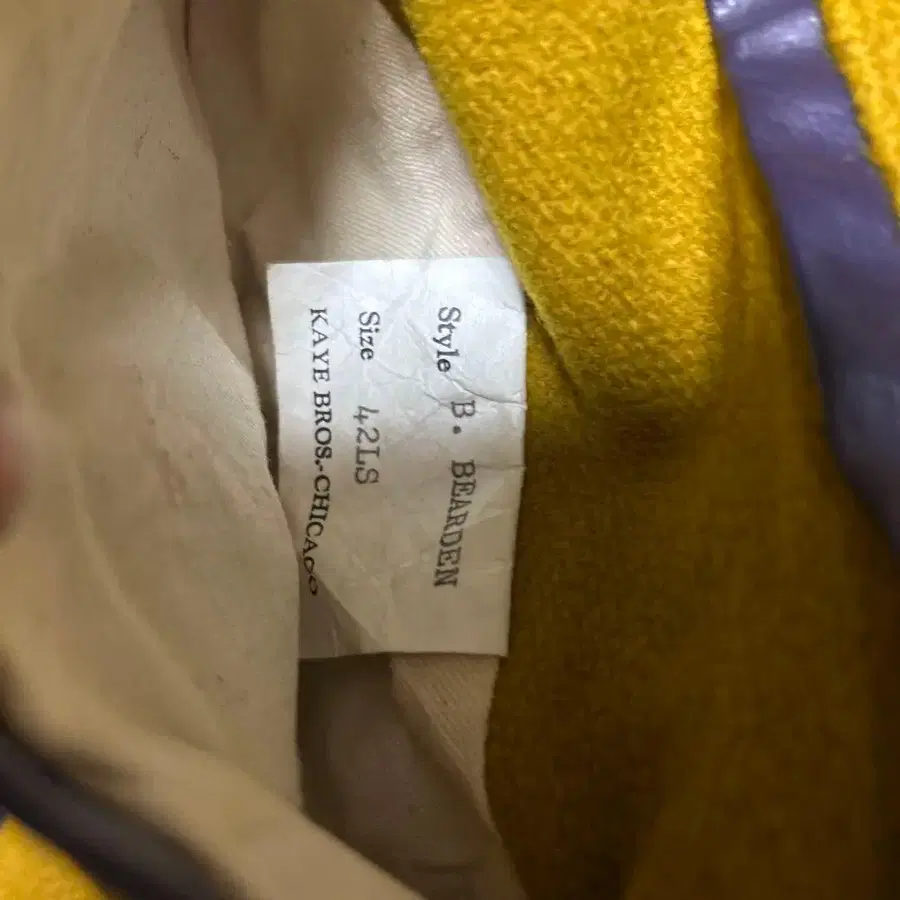 Style B. BEARDEN
Size 42LS
KAYE BROS.-CHICAGO